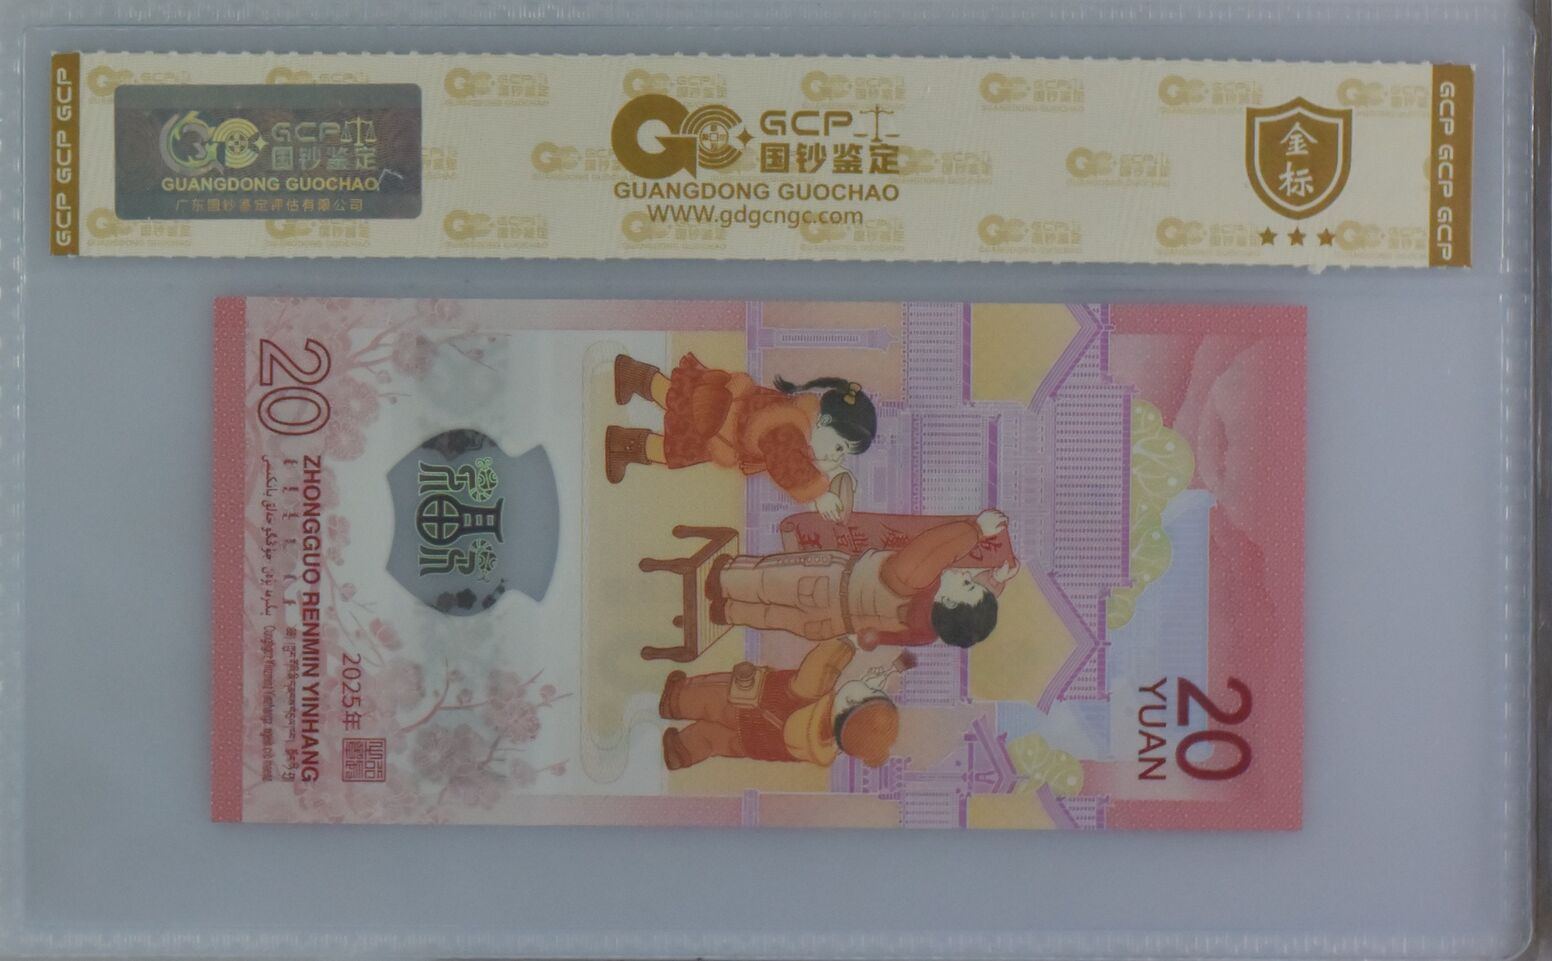 GCP GCP GCP
GCP
国钞鉴定
GUANGDONG GUOCHAO
广东国钞鉴定评估有限公司
GCP
国钞鉴定
GUANGDONG GUOCHAO
WWW.gdgcngc.com
金标
GCP GCP GCP
20
ZHONGGUO RENMIN YINHANG
2025年
20
YUAN